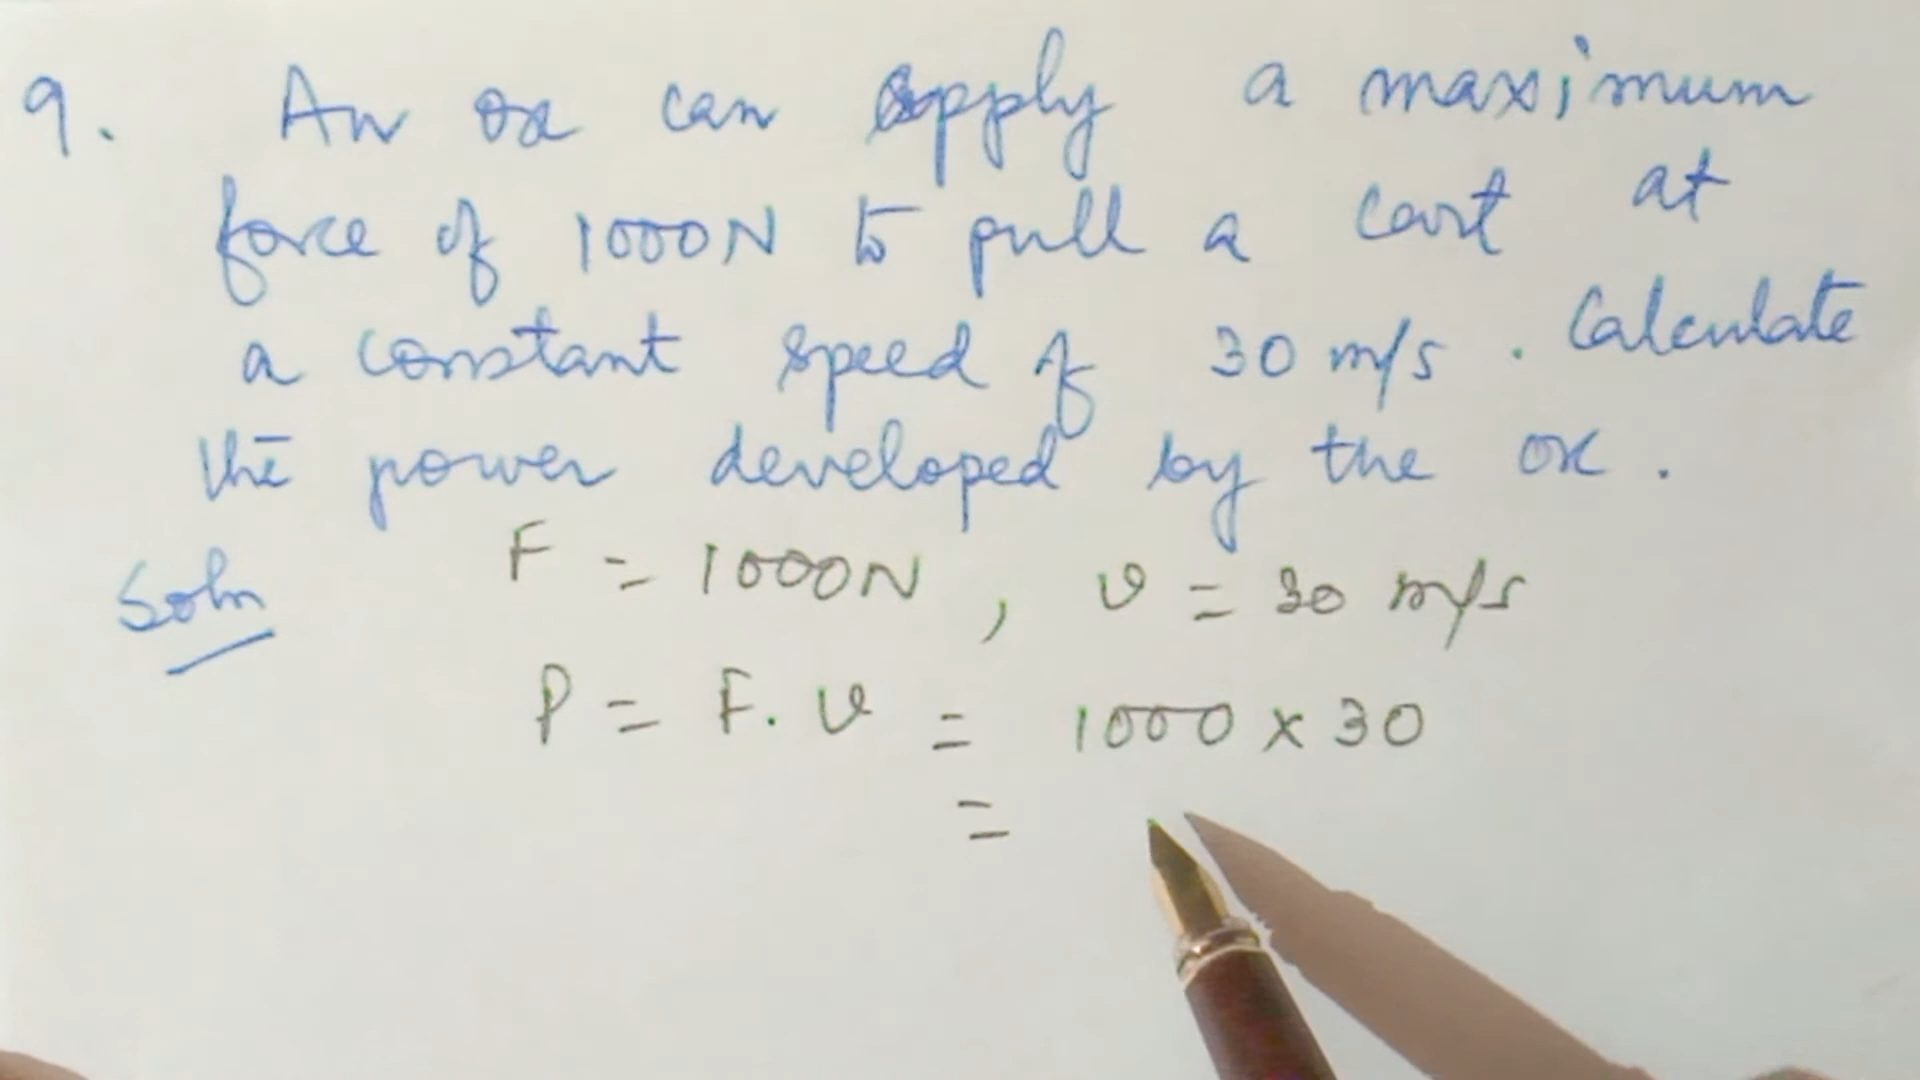 9. An ox can apply a maximum
force of 1000N to pull a cart at
a constant speed of 30 m/s. Calculate
the power developed by the ox.
Soln F = 1000N, v = 30 m/s
P = F. v = 1000 x 30
=